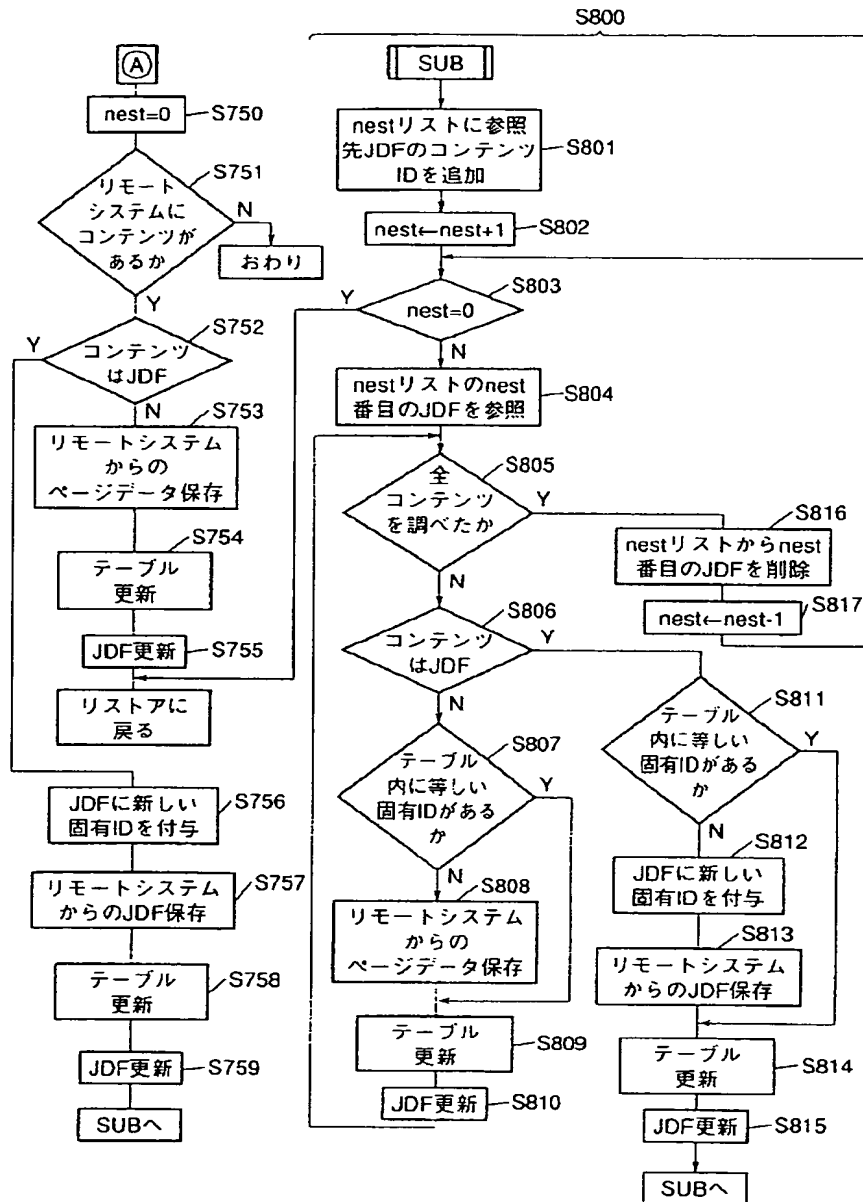 S800
A
nest=0
S750
リモート
システムに
コンテンツが
あるか
S751
N
おわり
Y
コンテンツ
はJDF
S752
Y
N
リモートシステム
からの
ページデータ保存
S753
テーブル
更新
S754
JDF更新
S755
リストアに
戻る
JDFに新しい
固有IDを付与
S756
リモートシステム
からのJDF保存
S757
テーブル
更新
S758
JDF更新
S759
SUBへ
SUB
nestリストに参照
先JDFのコンテンツ
IDを追加
S801
nest←nest+1
S802
nest=0
S803
Y
N
nestリストのnest
番目のJDFを参照
S804
全
コンテンツ
を調べたか
S805
Y
N
コンテンツ
はJDF
S806
Y
N
テーブル
内に等しい
固有IDがある
か
S807
Y
N
リモートシステム
からの
ページデータ保存
S808
テーブル
更新
S809
JDF更新
S810
nestリストからnest
番目のJDFを削除
S816
nest←nest-1
S817
テーブル
内に等しい
固有IDがある
か
S811
Y
N
JDFに新しい
固有IDを付与
S812
リモートシステム
からのJDF保存
S813
テーブル
更新
S814
JDF更新
S815
SUBへ